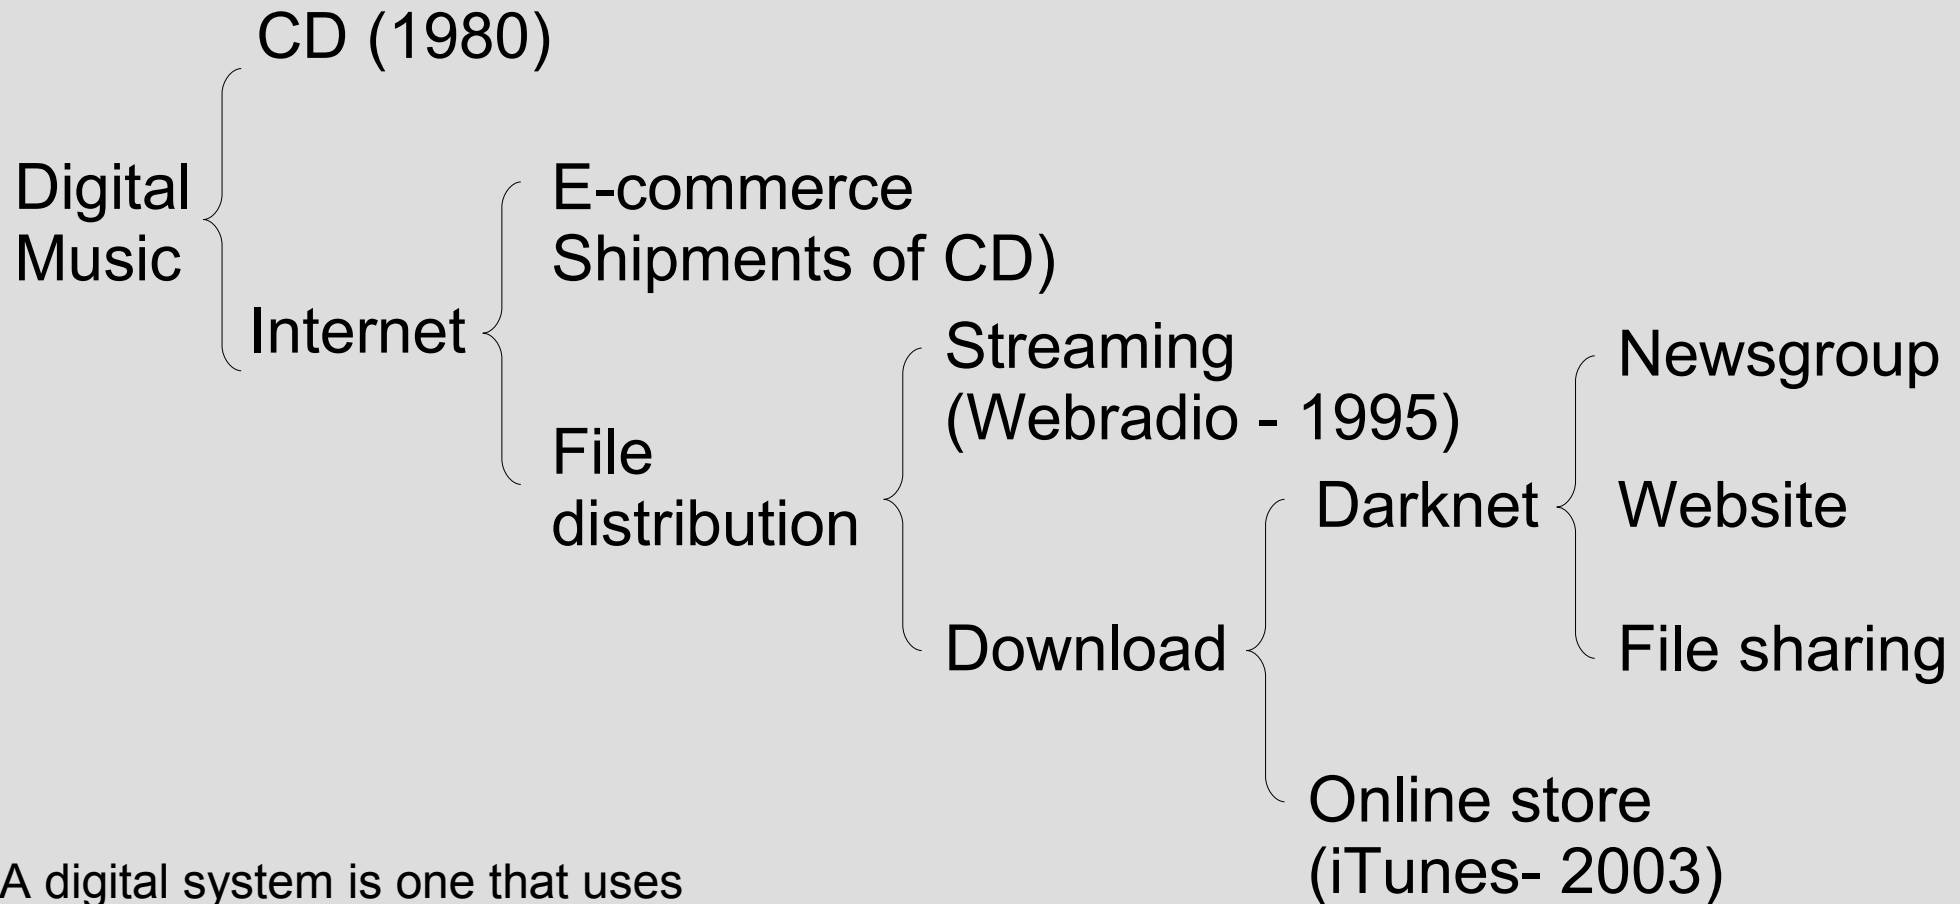 CD (1980)
Digital
Music
Internet
E-commerce
Shipments of CD)
File
distribution
Streaming
(Webradio - 1995)
Download
Darknet
Newsgroup
Website
File sharing
Online store
(iTunes- 2003)
A digital system is one that uses